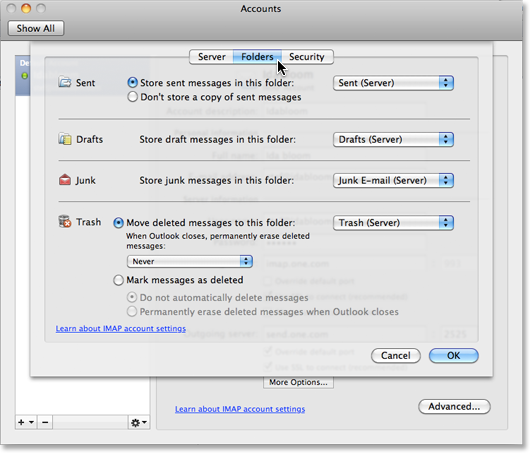 Accounts
Show All
Server Folders Security
Sent
Store sent messages in this folder:
Sent (Server)
Don't store a copy of sent messages
Drafts
Store draft messages in this folder:
Drafts (Server)
Junk
Store junk messages in this folder:
Junk E-mail (Server)
Trash
Move deleted messages to this folder:
Trash (Server)
When Outlook closes, permanently erase deleted
messages:
Never
Mark messages as deleted
Do not automatically delete messages
Permanently erase deleted messages when Outlook closes
Learn about IMAP account settings
Cancel
OK
More Options...
Learn about IMAP account settings
Advanced...